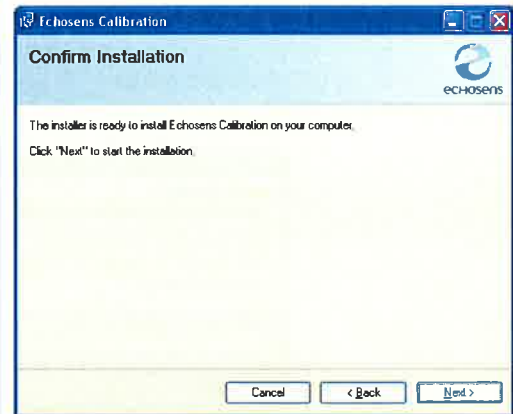 Echosens Calibration
Confirm Installation
ECHOSENS
The installer is ready to install Echosens Calibration on your computer.
Click "Next" to start the installation.
Cancel
< Back
Next >